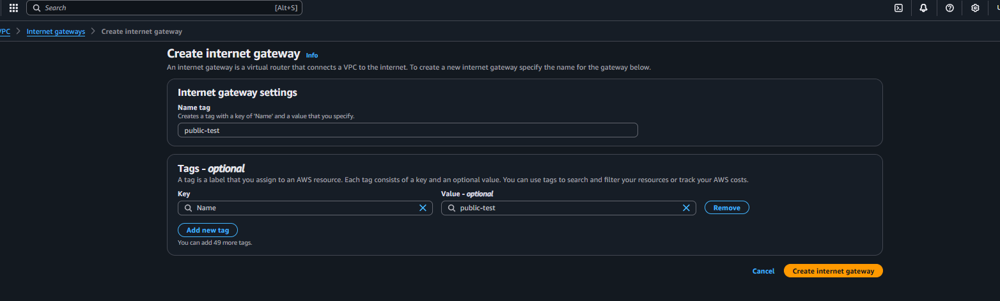 Search [Alt+S]
VPC > Internet gateways > Create internet gateway
Create internet gateway Info
An internet gateway is a virtual router that connects a VPC to the internet. To create a new internet gateway specify the name for the gateway below.
Internet gateway settings
Name tag
Creates a tag with a key of 'Name' and a value that you specify.
public-test
Tags - optional
A tag is a label that you assign to an AWS resource. Each tag consists of a key and an optional value. You can use tags to search and filter your resources or track your AWS costs.
Key Value - optional
Name public-test Remove
Add new tag
You can add 49 more tags.
Cancel Create internet gateway